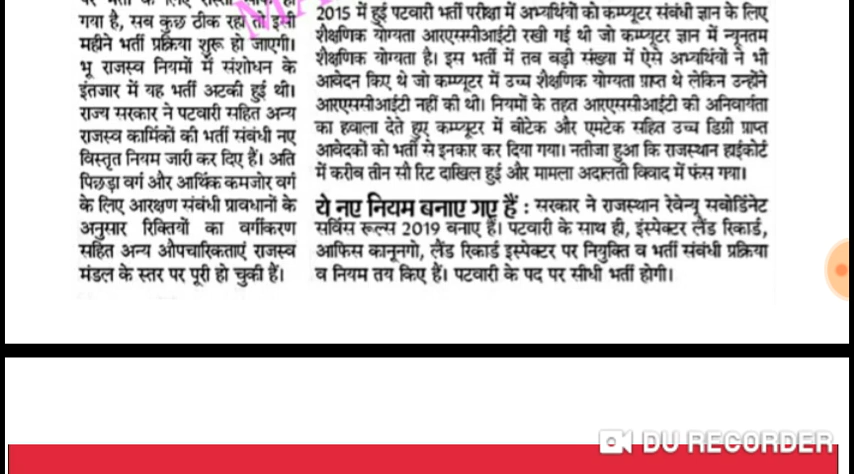 गया है, सब कुछ ठीक रहा तो इसी
महीने भर्ती प्रक्रिया शुरू हो जाएगी।
भू राजस्व नियमों में संशोधन के
इंतजार में यह भर्ती अटकी हुई थी।
राज्य सरकार ने पटवारी सहित अन्य
राजस्व कार्मिकों की भर्ती संबंधी नए
विस्तृत नियम जारी कर दिए हैं। अति
पिछड़ा वर्ग और आर्थिक कमजोर वर्ग
के लिए आरक्षण संबंधी प्रावधानों के
अनुसार रिक्तियों का वर्गीकरण
सहित अन्य औपचारिकताएं राजस्व
मंडल के स्तर पर पूरी हो चुकी हैं।
2015 में हुई पटवारी भर्ती परीक्षा में अभ्यर्थियों को कम्प्यूटर संबंधी ज्ञान के लिए
शैक्षणिक योग्यता आरएससीआईटी रखी गई थी जो कम्प्यूटर ज्ञान में न्यूनतम
शैक्षणिक योग्यता है। इस भर्ती में तब बड़ी संख्या में ऐसे अभ्यर्थियों ने भी
आवेदन किए थे जो कम्प्यूटर में उच्च शैक्षणिक योग्यता प्राप्त थे लेकिन उन्होंने
आरएससीआईटी नहीं की थी। नियमों के तहत आरएससीआईटी की अनिवार्यता
का हवाला देते हुए कम्प्यूटर में बीटेक और एमटेक सहित उच्च डिग्री प्राप्त
आवेदकों को भर्ती से इनकार कर दिया गया। नतीजा हुआ कि राजस्थान हाईकोर्ट
में करीब तीन सौ रिट दाखिल हुई और मामला अदालती विवाद में फंस गया।
ये नए नियम बनाए गए हैं : सरकार ने राजस्थान रेवेन्यू सबोर्डिनेट
सर्विस रूल्स 2019 बनाए हैं। पटवारी के साथ ही, इंस्पेक्टर लैंड रिकार्ड,
आफिस कानूनगो, लैंड रिकार्ड इंस्पेक्टर पर नियुक्ति व भर्ती संबंधी प्रक्रिया
व नियम तय किए हैं। पटवारी के पद पर सीधी भर्ती होगी।
DU RECORDER